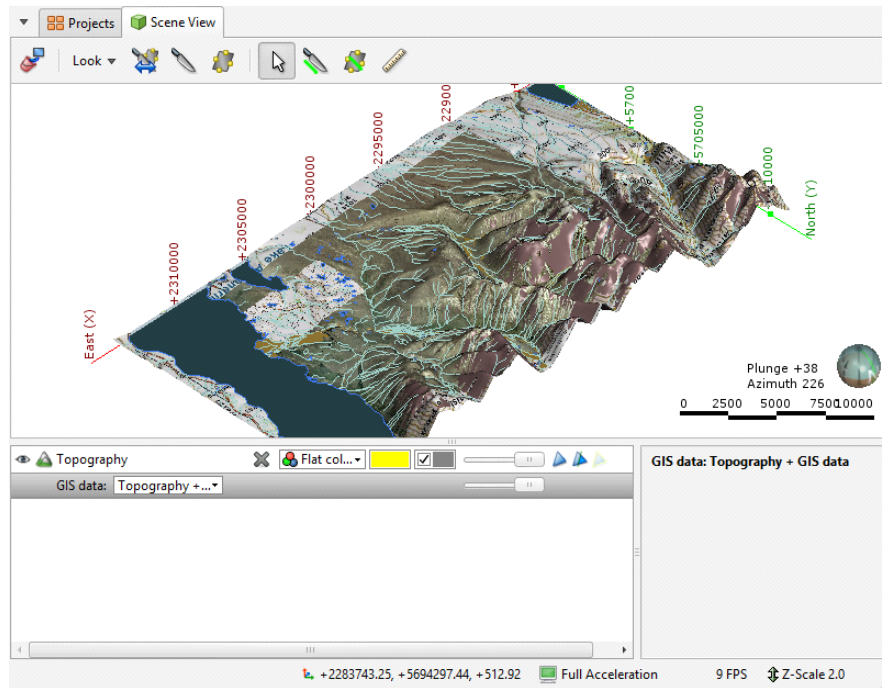 Projects Scene View
Look
+5700
22900
+5705000
2295000
10000
+2300000
North (Y)
+2305000
+2310000
East (X)
Plunge +38
Azimuth 226
0 2500 5000 7500 10000
Topography Flat col...
GIS data: Topography +...
GIS data: Topography + GIS data
+2283743.25, +5694297.44, +512.92 Full Acceleration 9 FPS Z-Scale 2.0